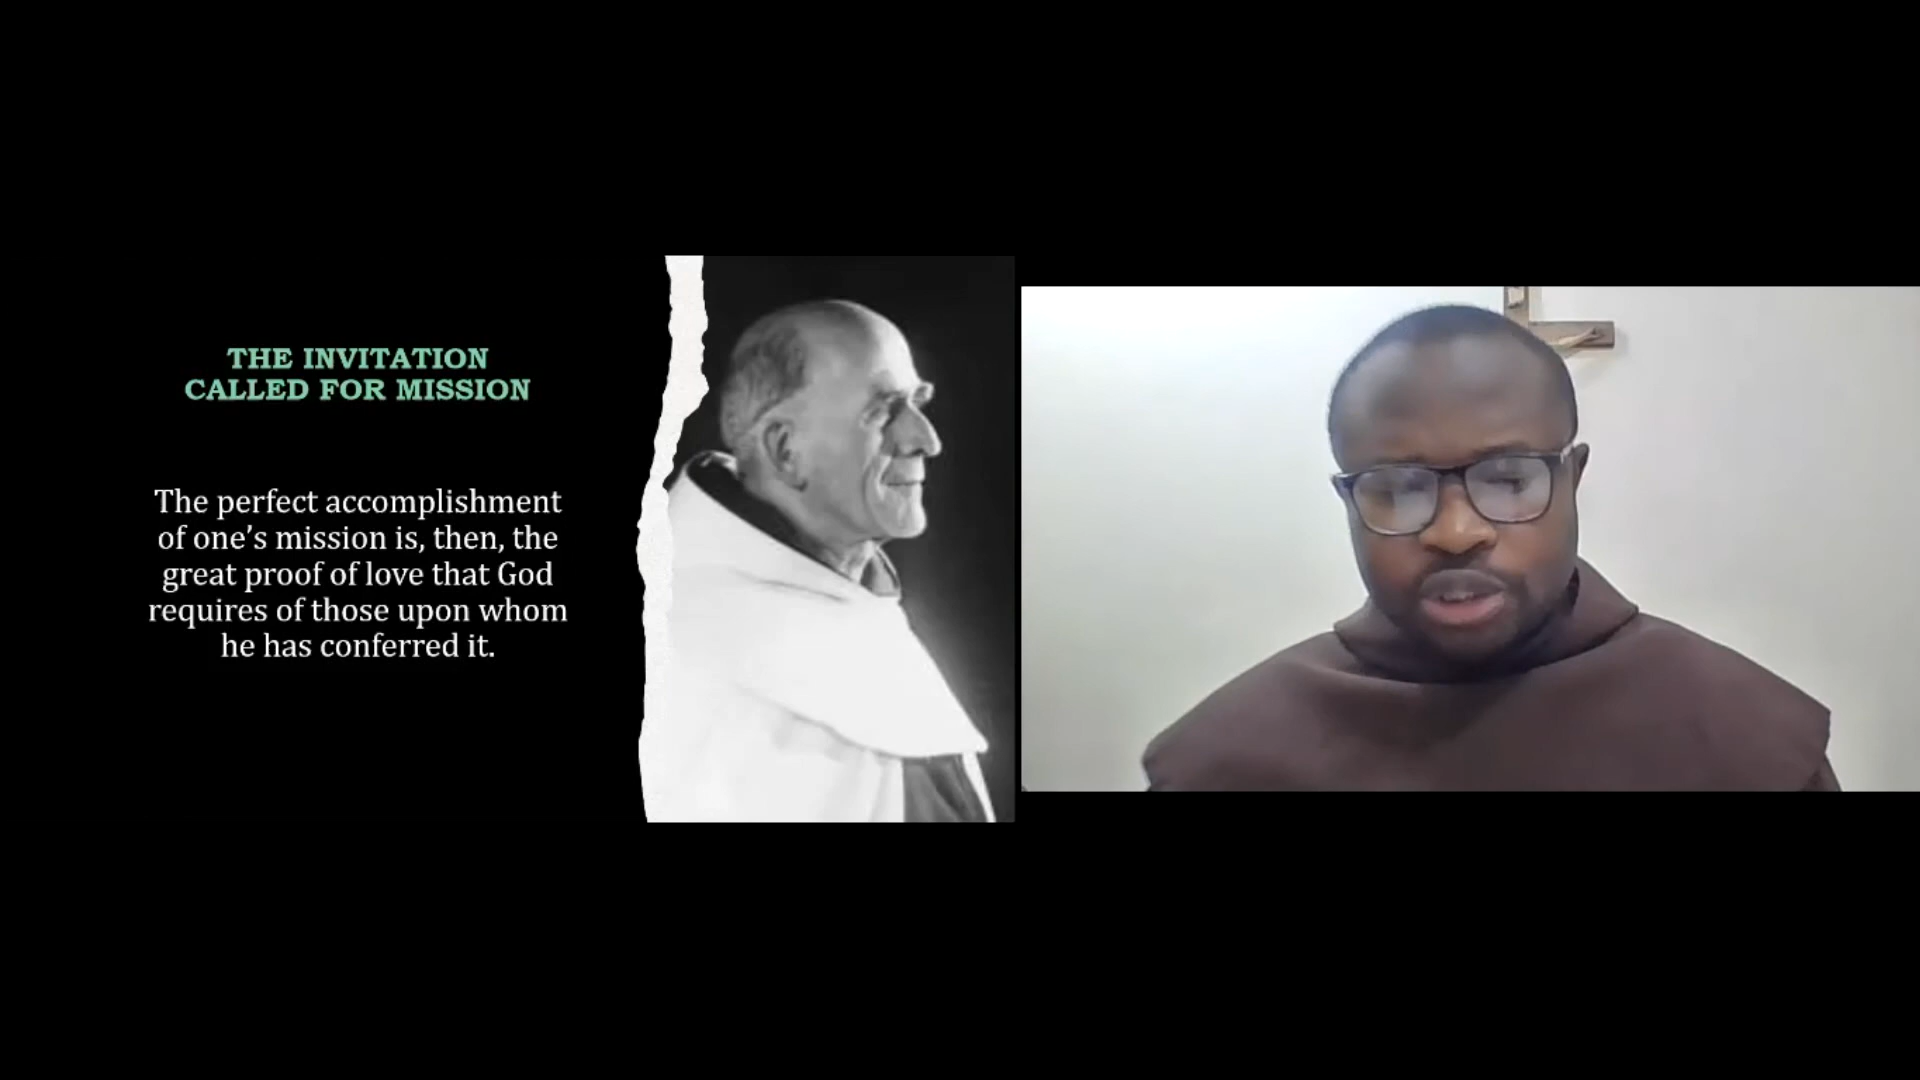 THE INVITATION
CALLED FOR MISSION
The perfect accomplishment
of one’s mission is, then, the
great proof of love that God
requires of those upon whom
he has conferred it.